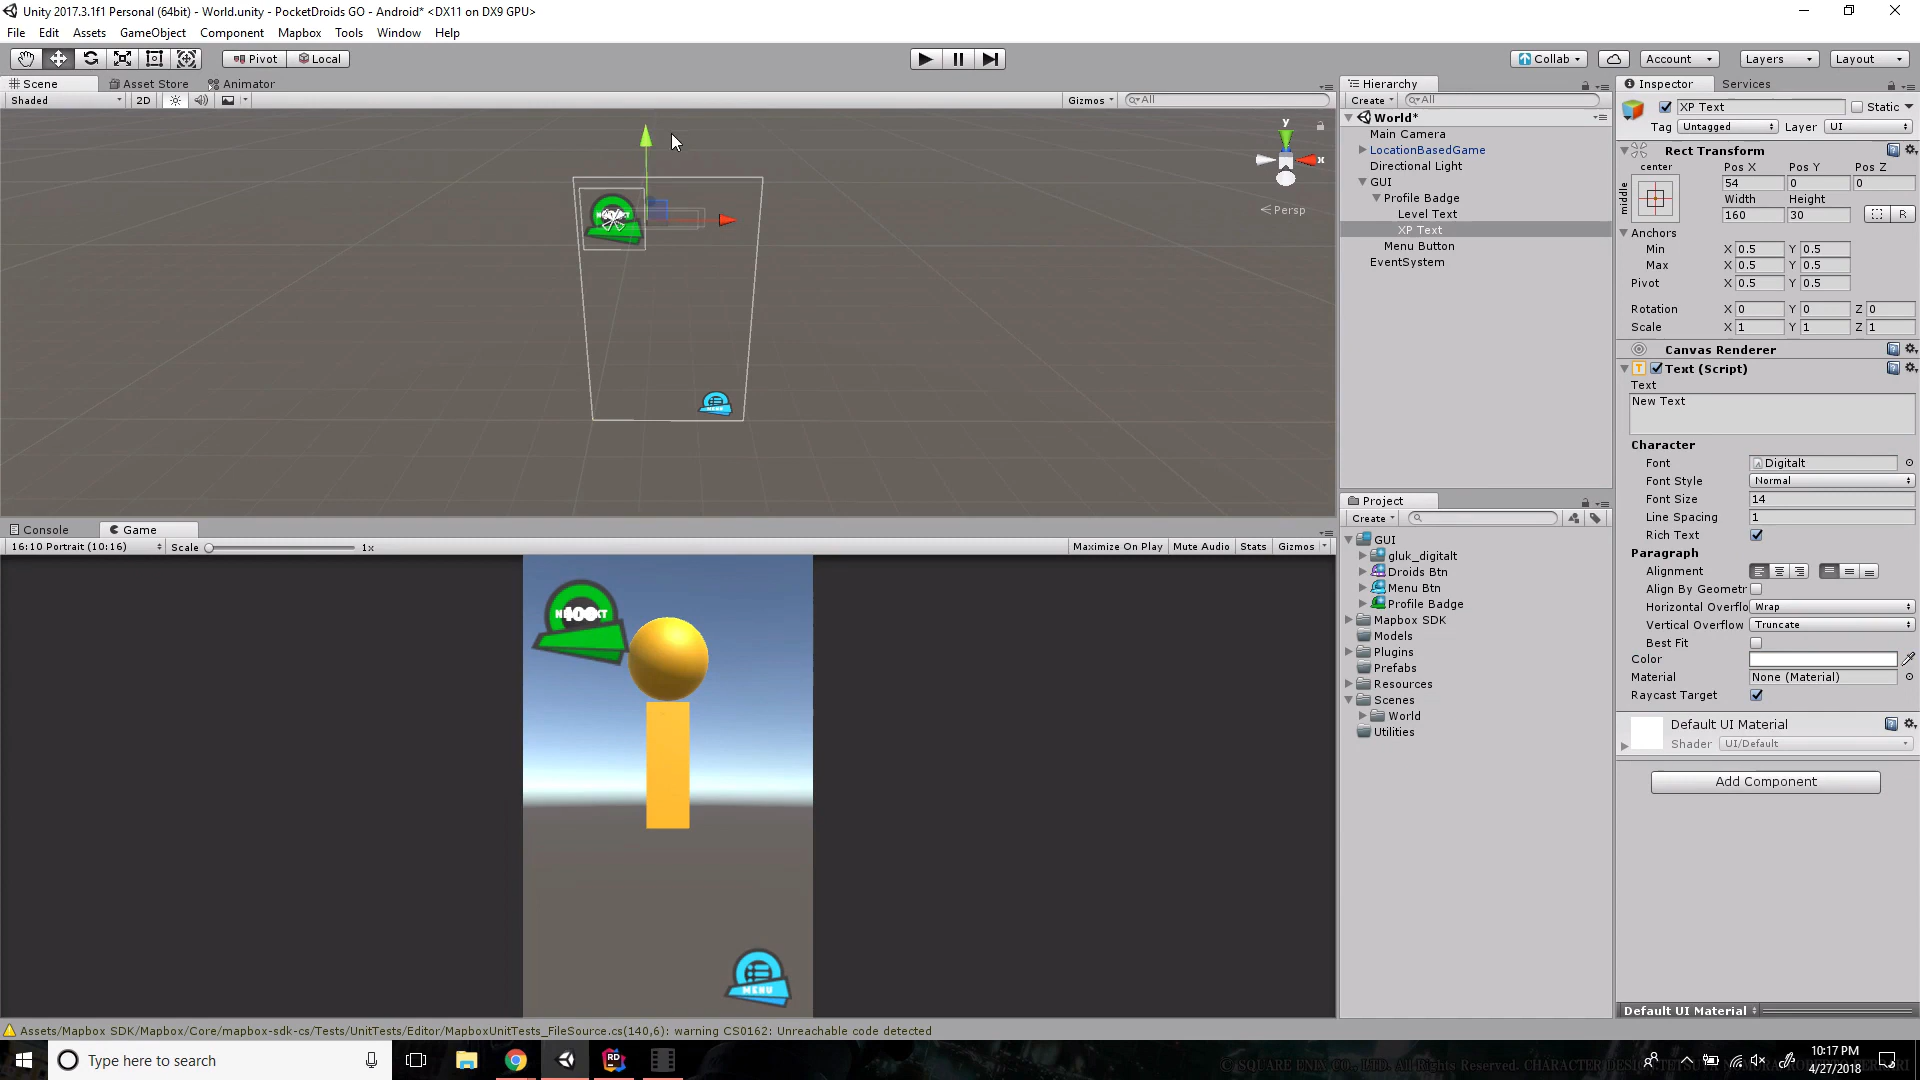 Unity 2017.3.1f1 Personal (64bit) - World.unity - PocketDroids GO - Android* <DX11 on DX9 GPU>
File Edit Assets GameObject Component Mapbox Tools Window Help
Pivot Local Collab Account Layers Layout
Scene Asset Store Animator
Shaded 2D Gizmos All
y
x
Persp
MENU
Console Game
16:10 Portrait (10:16) Scale 1x Maximize On Play Mute Audio Stats Gizmos
400
MENU
Hierarchy
Create All
World*
Main Camera
LocationBasedGame
Directional Light
GUI
Profile Badge
Level Text
XP Text
Menu Button
EventSystem
Project
Create
GUI
gluk_digitalt
Droids Btn
Menu Btn
Profile Badge
Mapbox SDK
Models
Plugins
Prefabs
Resources
Scenes
World
Utilities
Inspector Services
XP Text Static
Tag Untagged Layer UI
Rect Transform
center Pos X Pos Y Pos Z
middle 54 0 0
Width Height
160 30 R
Anchors
Min X 0.5 Y 0.5
Max X 0.5 Y 0.5
Pivot X 0.5 Y 0.5
Rotation X 0 Y 0 Z 0
Scale X 1 Y 1 Z 1
Canvas Renderer
T Text (Script)
Text
New Text
Character
Font Digitalt
Font Style Normal
Font Size 14
Line Spacing 1
Rich Text
Paragraph
Alignment
Align By Geometr
Horizontal Overflo Wrap
Vertical Overflow Truncate
Best Fit
Color
Material None (Material)
Raycast Target
Default UI Material
Shader UI/Default
Add Component
Default UI Material
Assets/Mapbox SDK/Mapbox/Core/mapbox-sdk-cs/Tests/UnitTests/Editor/MapboxUnitTests_FileSource.cs(140,6): warning CS0162: Unreachable code detected
Type here to search
RD
10:17 PM
4/27/2018